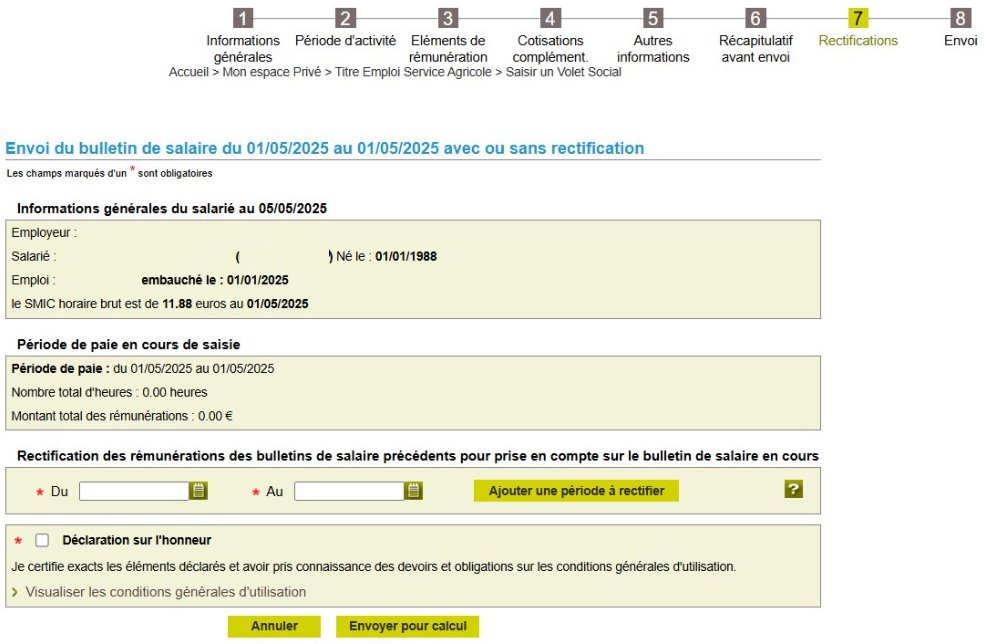 1 2 3 4 5 6 7 8
Informations générales Période d'activité Eléments de rémunération Cotisations complément. Autres informations Récapitulatif avant envoi Rectifications Envoi
Accueil > Mon espace Privé > Titre Emploi Service Agricole > Saisir un Volet Social
Envoi du bulletin de salaire du 01/05/2025 au 01/05/2025 avec ou sans rectification
Les champs marqués d'un * sont obligatoires
Informations générales du salarié au 05/05/2025
Employeur :
Salarié : ( ) Né le : 01/01/1988
Emploi : embauché le : 01/01/2025
le SMIC horaire brut est de 11.88 euros au 01/05/2025
Période de paie en cours de saisie
Période de paie : du 01/05/2025 au 01/05/2025
Nombre total d'heures : 0.00 heures
Montant total des rémunérations : 0.00 €
Rectification des rémunérations des bulletins de salaire précédents pour prise en compte sur le bulletin de salaire en cours
* Du * Au Ajouter une période à rectifier ?
* Déclaration sur l'honneur
Je certifie exacts les éléments déclarés et avoir pris connaissance des devoirs et obligations sur les conditions générales d'utilisation.
> Visualiser les conditions générales d'utilisation
Annuler Envoyer pour calcul